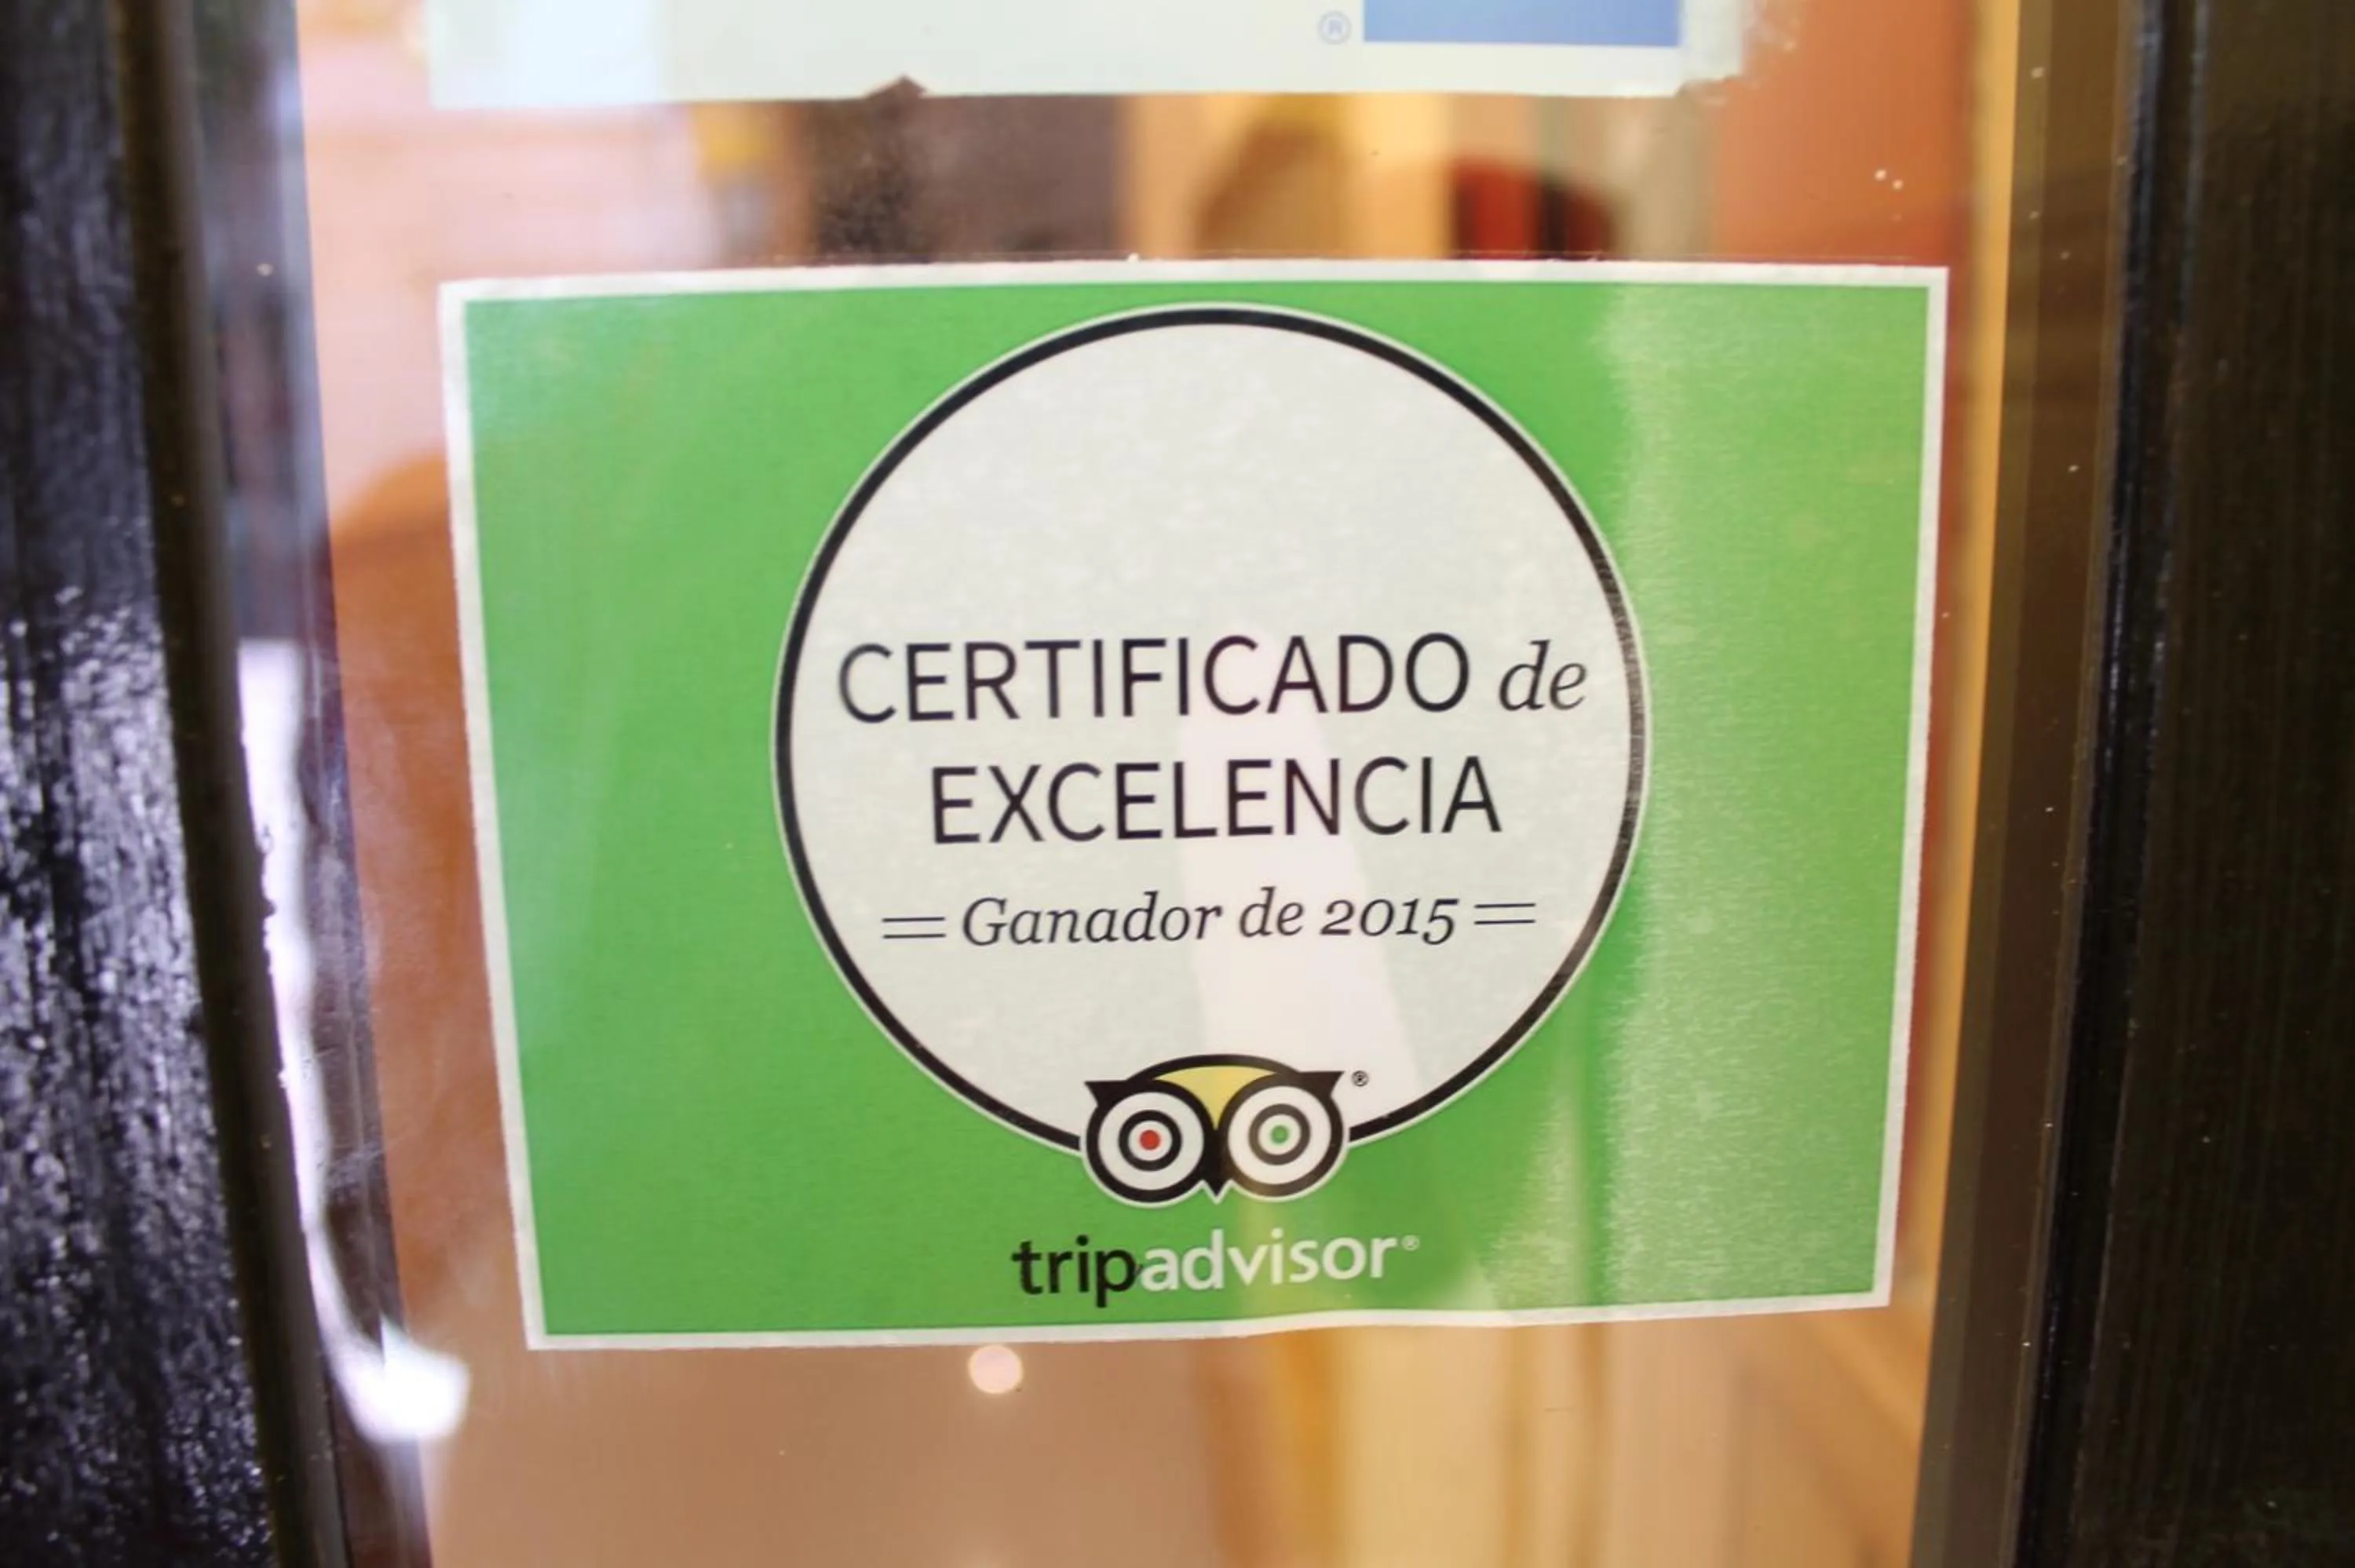 ®
CERTIFICADO de
EXCELENCIA
= Ganador de 2015 =
®
tripadvisor®